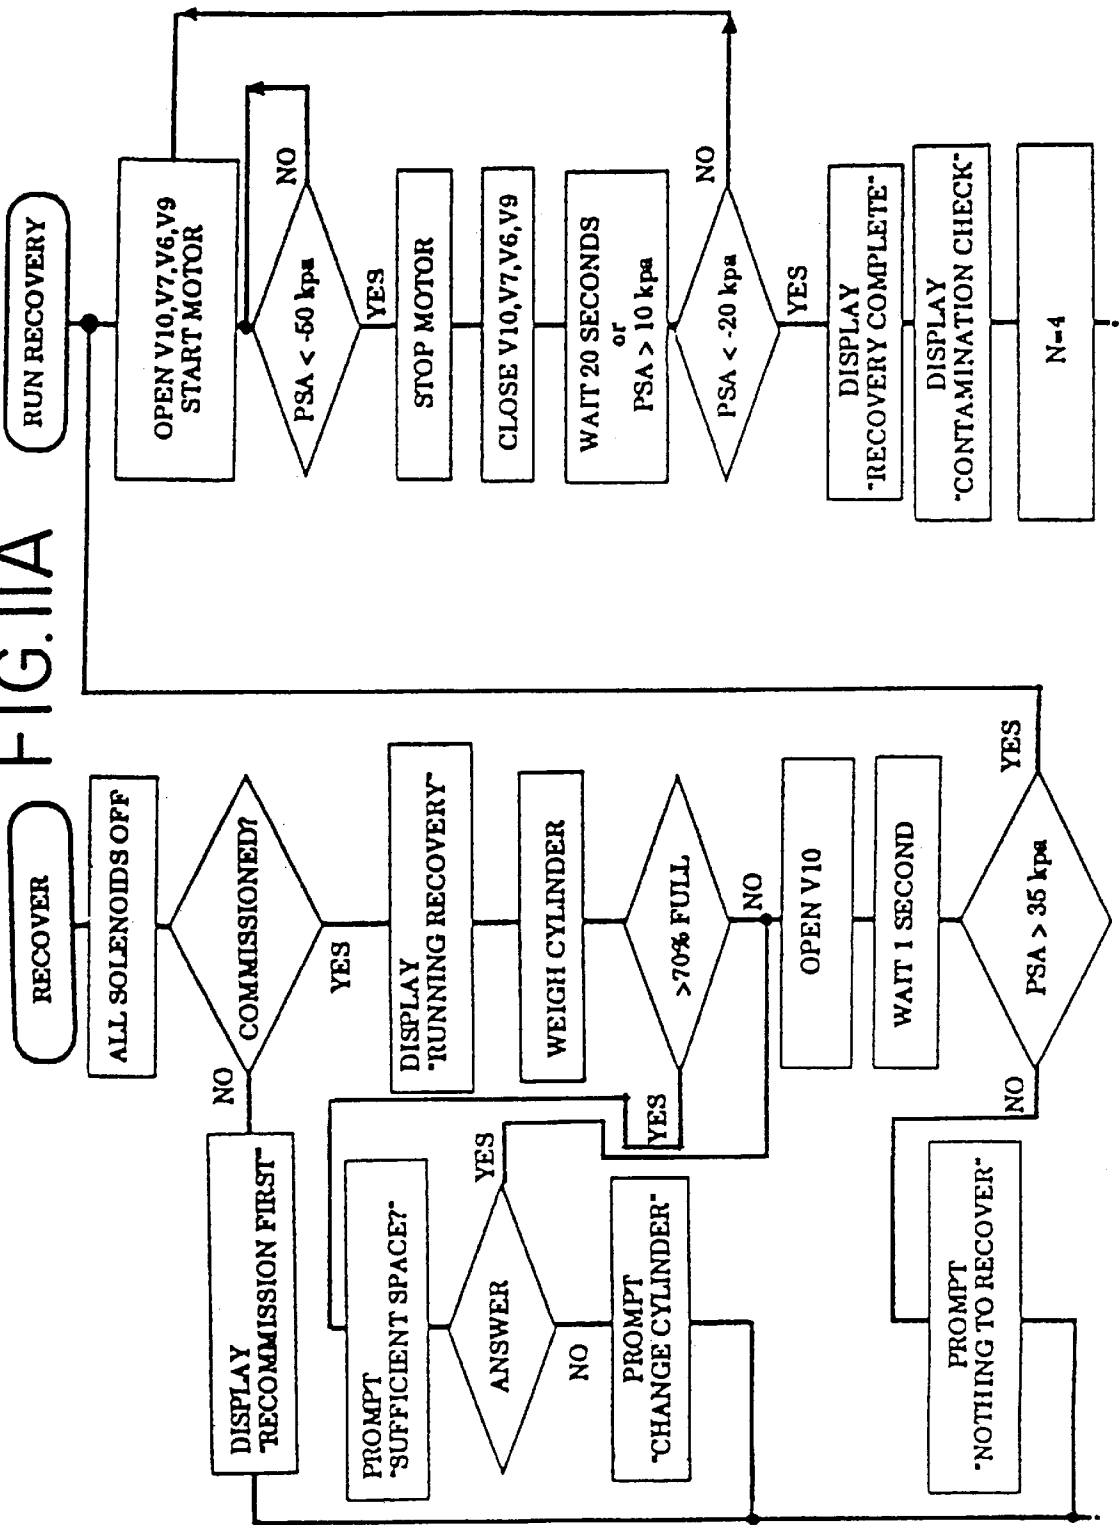 FIG. 11A
RECOVER
ALL SOLENOIDS OFF
COMMISSIONED?
NO
YES
DISPLAY
"RECOMMISSION FIRST"
DISPLAY
"RUNNING RECOVERY"
WEIGH CYLINDER
>70% FULL
YES
NO
PROMPT
"SUFFICIENT SPACE?"
ANSWER
YES
NO
PROMPT
"CHANGE CYLINDER"
OPEN V10
WAIT 1 SECOND
PSA > 35 kpa
NO
YES
PROMPT
"NOTHING TO RECOVER"
RUN RECOVERY
OPEN V10,V7,V6,V9
START MOTOR
PSA < -50 kpa
NO
YES
STOP MOTOR
CLOSE V10,V7,V6,V9
WAIT 20 SECONDS
or
PSA > 10 kpa
PSA < -20 kpa
NO
YES
DISPLAY
"RECOVERY COMPLETE"
DISPLAY
"CONTAMINATION CHECK"
N=4